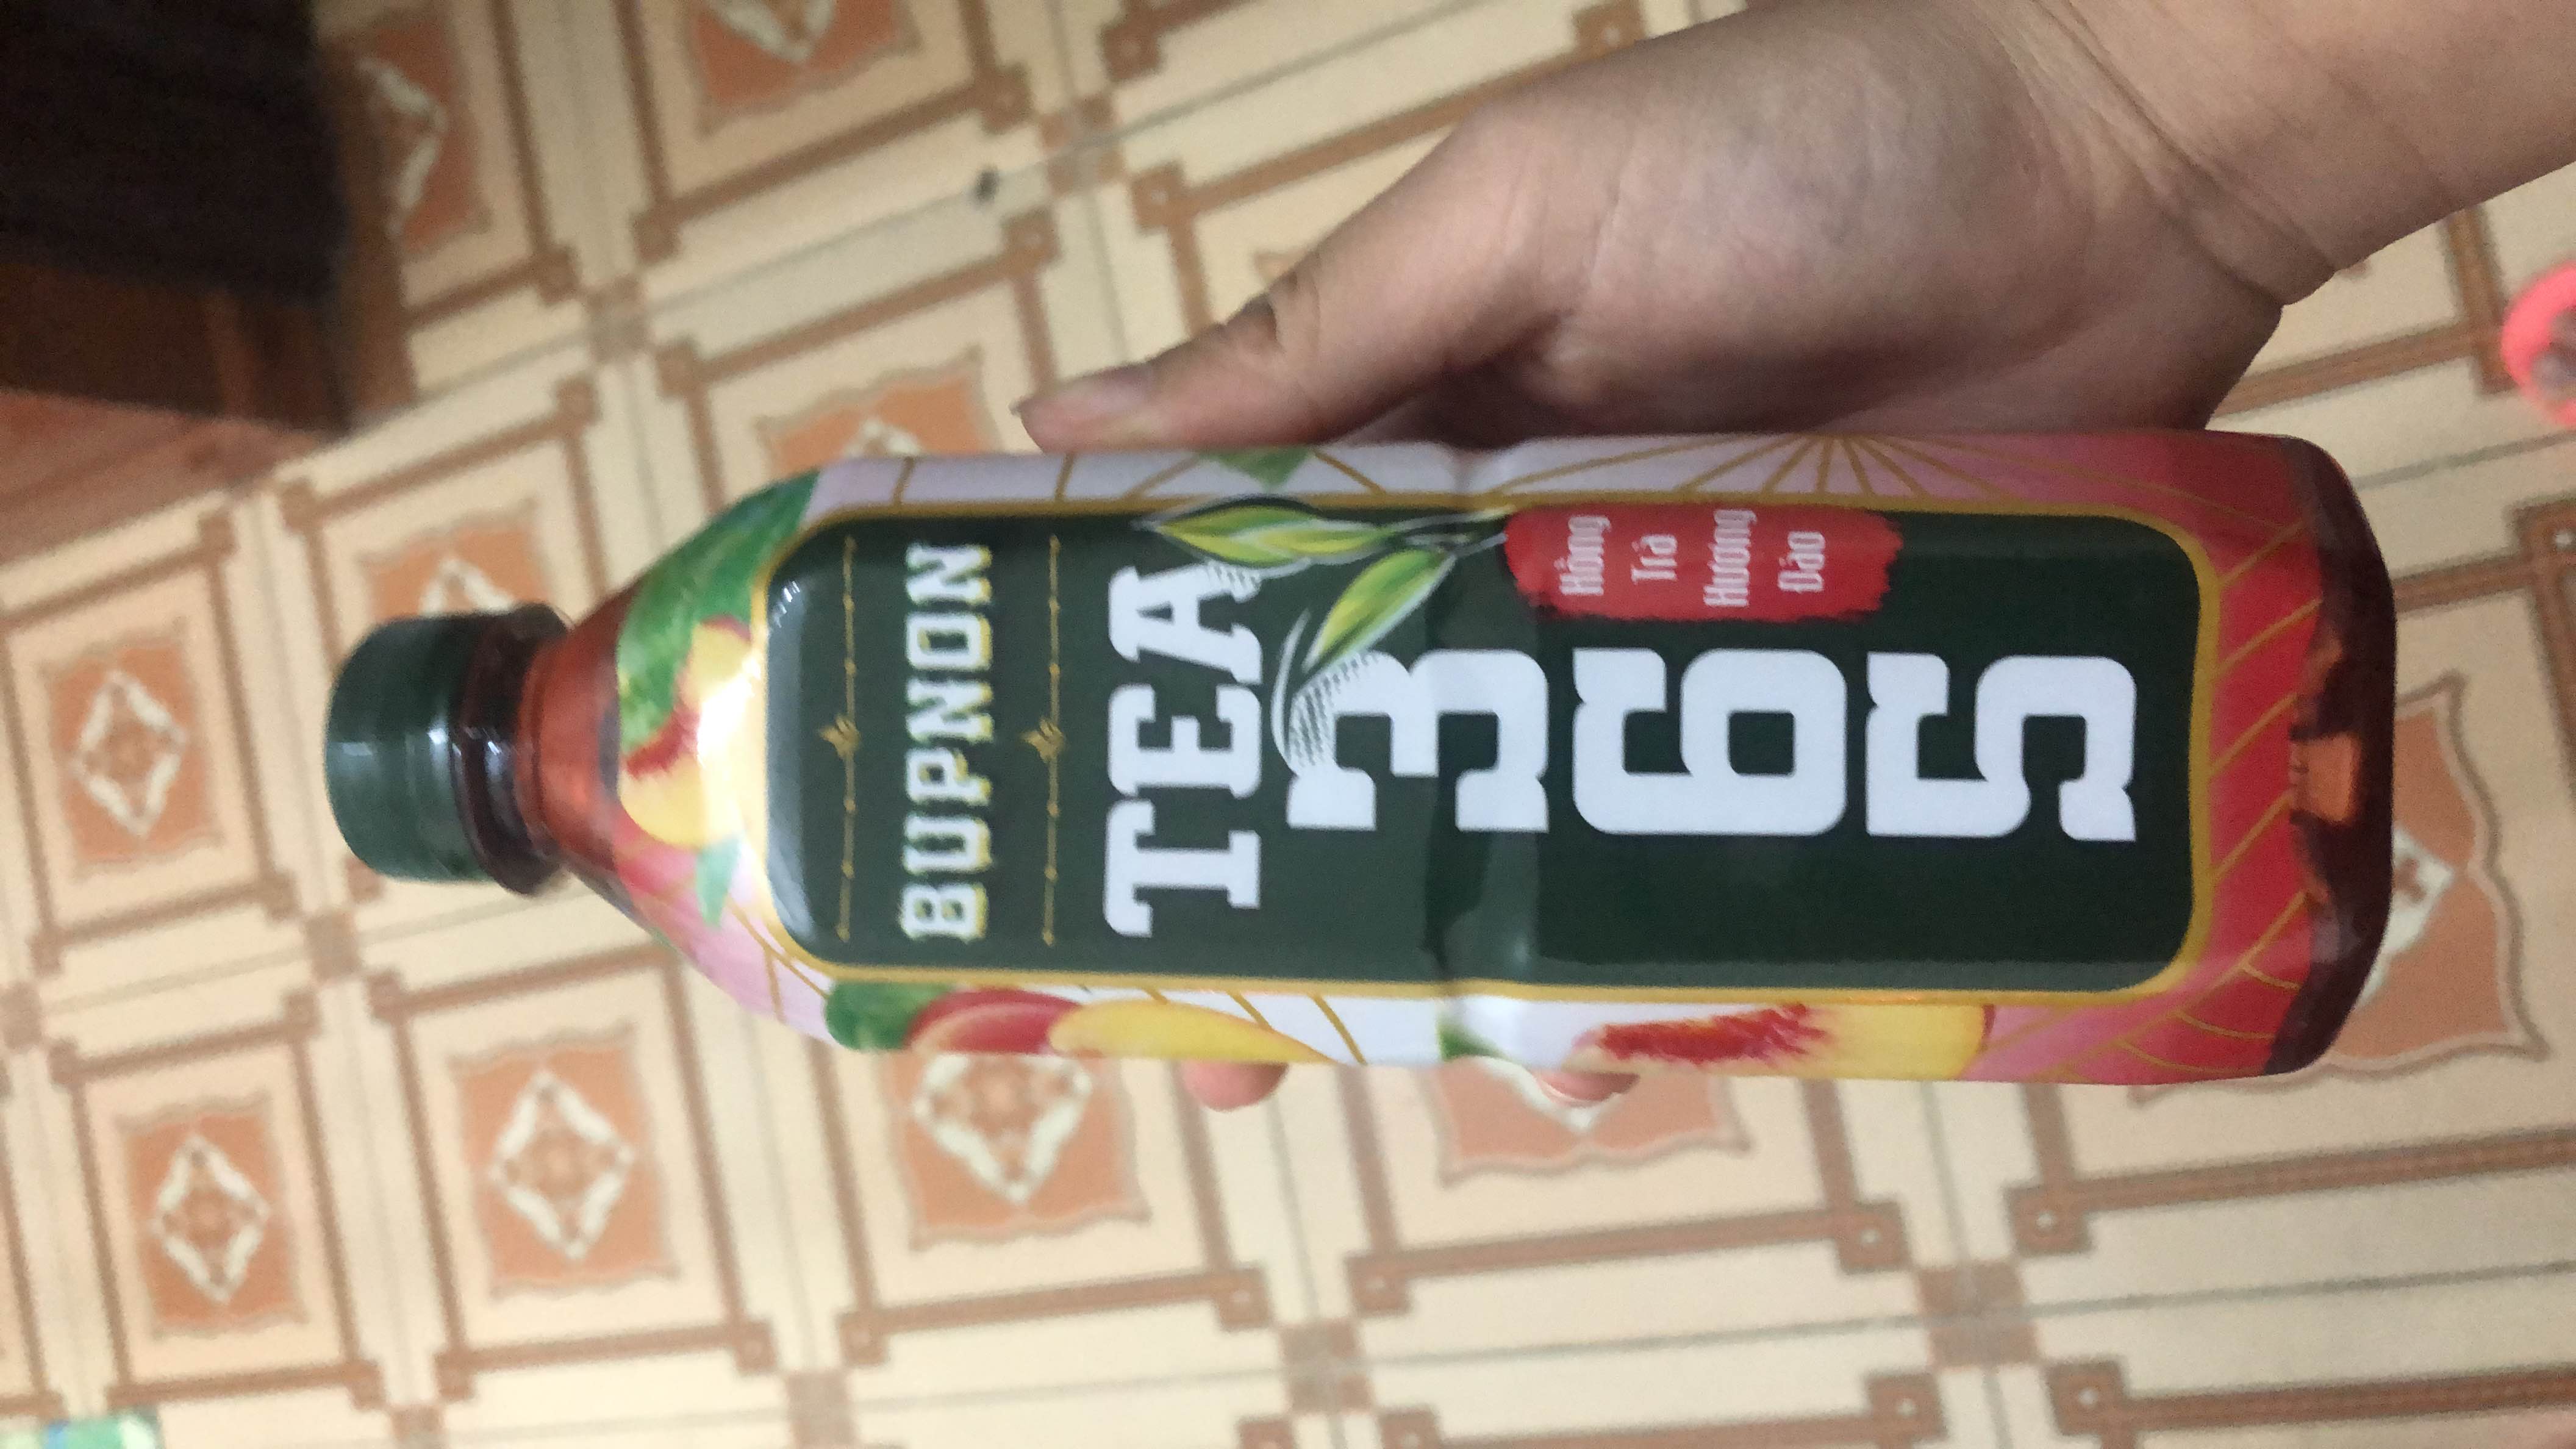 BUPNON
TEA
365
Hồng
Trà
Hương
Đào